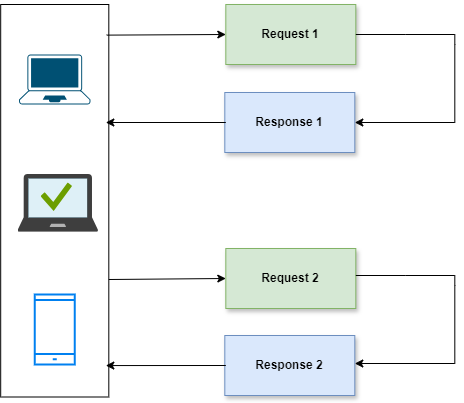 Request 1
Response 1
Request 2
Response 2